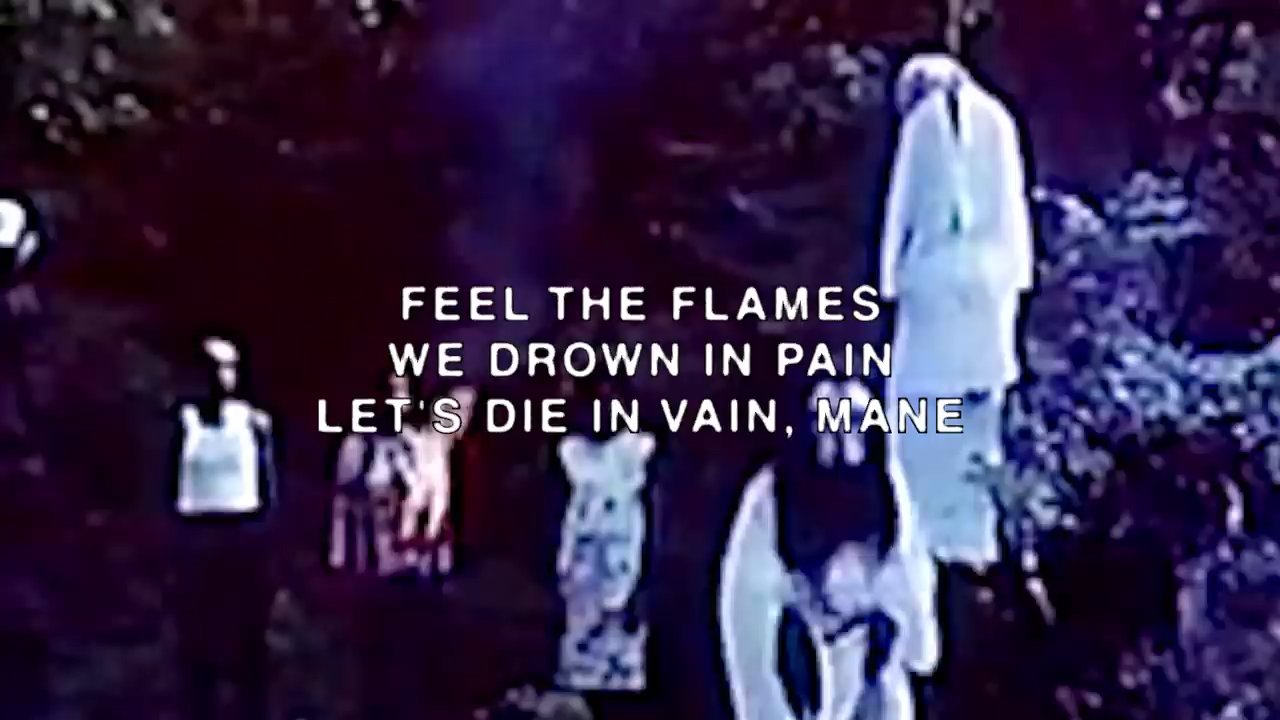 FEEL THE FLAMES
WE DROWN IN PAIN
LET'S DIE IN VAIN, MANE